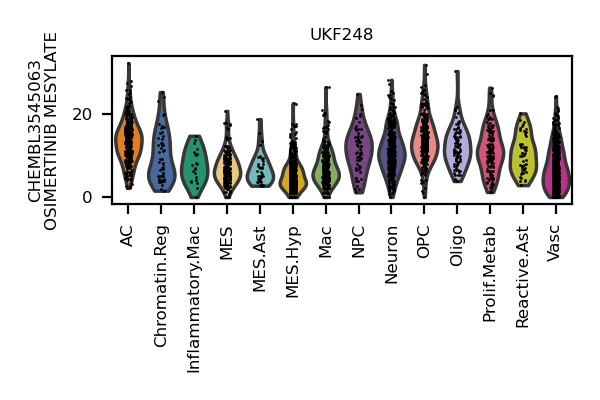 UKF248
CHEMBL3545063
OSIMERTINIB MESYLATE
20
0
AC
Chromatin.Reg
Inflammatory.Mac
MES
MES.Ast
MES.Hyp
Mac
NPC
Neuron
OPC
Oligo
Prolif.Metab
Reactive.Ast
Vasc